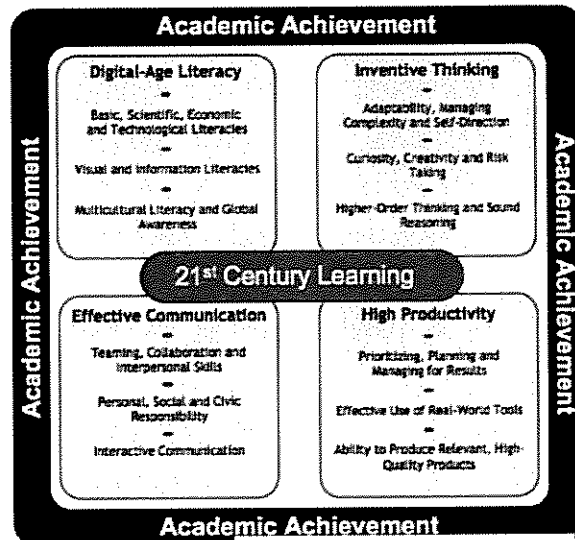 Academic Achievement
Academic Achievement
Digital-Age Literacy
Basic, Scientific, Economic
and Technological Literacies
Visual and Information Literacies
Multicultural Literacy and Global
Awareness
Inventive Thinking
Adaptability, Managing
Complexity and Self-Direction
Curiosity, Creativity and Risk
Taking
Higher-Order Thinking and Sound
Reasoning
Academic Achievement
21st Century Learning
Effective Communication
Teaming, Collaboration and
Interpersonal Skills
Personal, Social and Civic
Responsibility
Interactive Communication
High Productivity
Prioritizing, Planning and
Managing for Results
Effective Use of Real-World Tools
Ability to Produce Relevant, High-
Quality Products
Academic Achievement